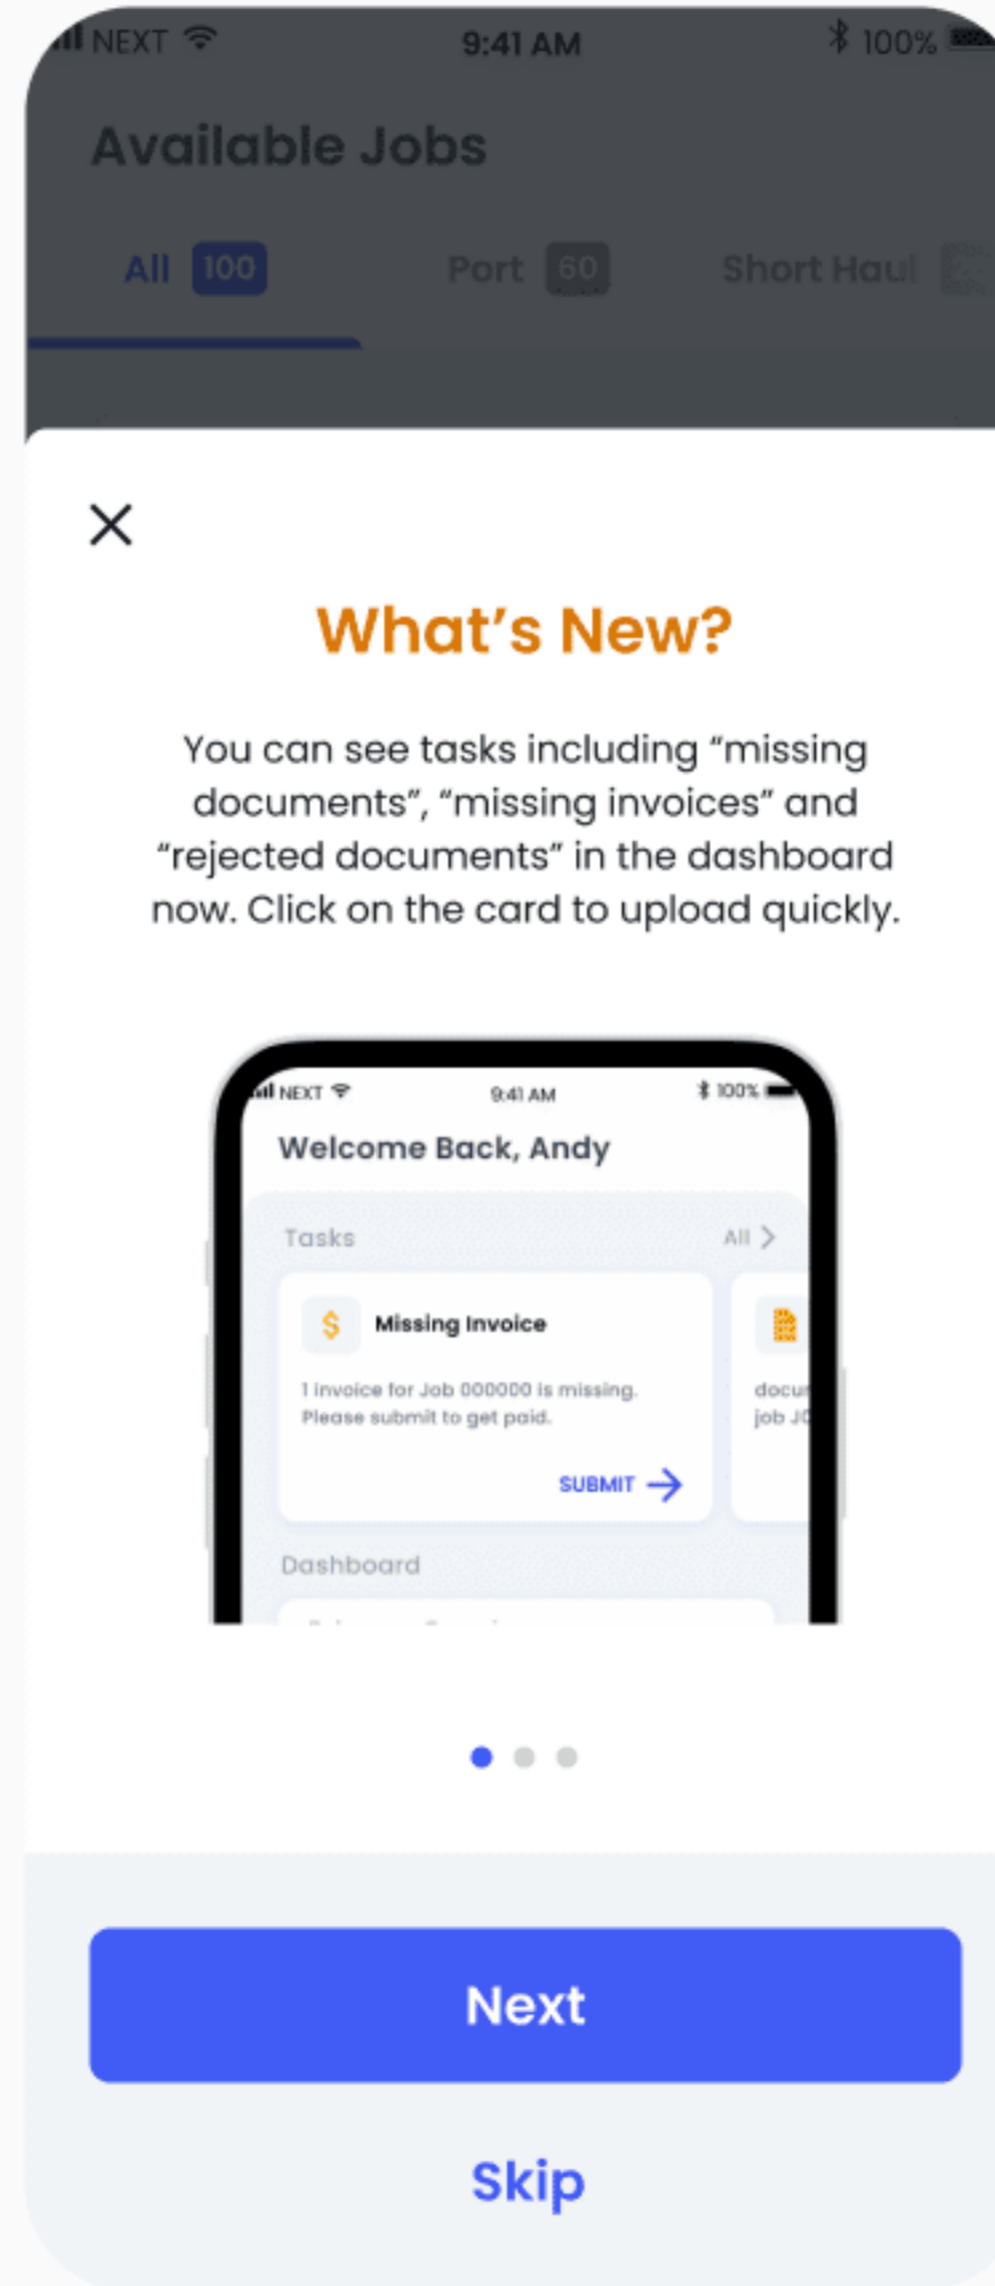 NEXT 9:41 AM 100%
Available Jobs
All 100 Port 60 Short Haul
What’s New?
You can see tasks including “missing
documents”, “missing invoices” and
“rejected documents” in the dashboard
now. Click on the card to upload quickly.
NEXT 9:41 AM 100%
Welcome Back, Andy
Tasks All
$ Missing Invoice
1 Invoice for Job 000000 is missing.
Please submit to get paid.
docu
job J
SUBMIT
Dashboard
Next
Skip